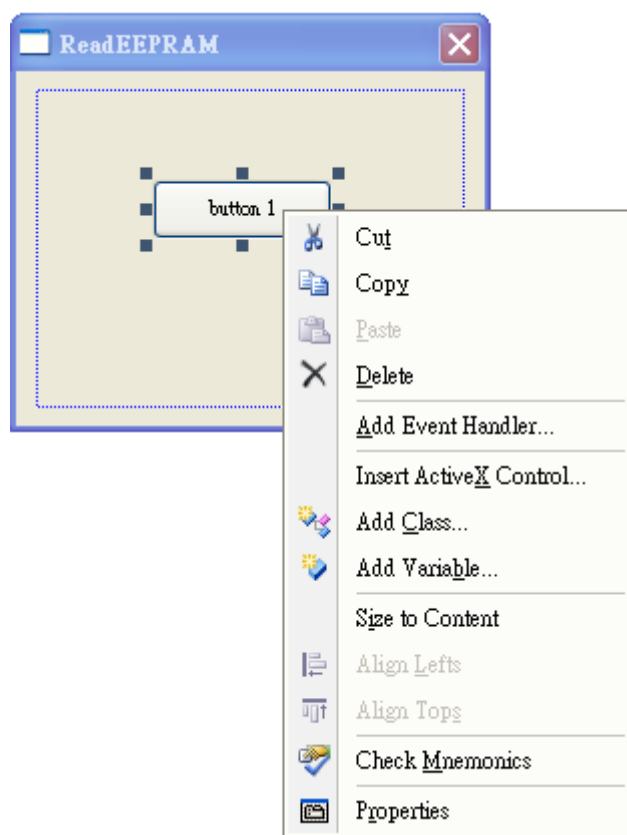 ReadEEPRAM
button 1
Cut
Copy
Paste
Delete
Add Event Handler...
Insert ActiveX Control...
Add Class...
Add Variable...
Size to Content
Align Lefts
Align Tops
Check Mnemonics
Properties